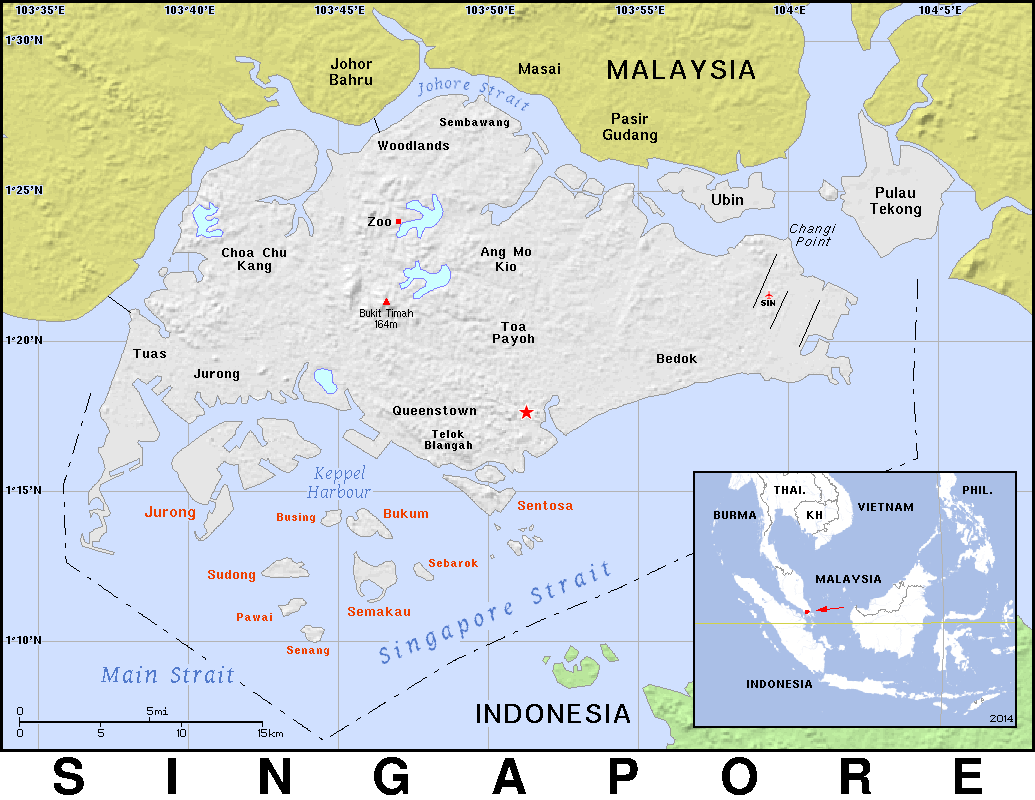 103°35'E 103°40'E 103°45'E 103°50'E 103°55'E 104°E 104°5'E
1°30'N
Johor
Bahru
Masai
MALAYSIA
Johore Strait
Pasir
Gudang
Sembawang
Woodlands
1°25'N
Ubin
Pulau
Tekong
Zoo
Changi
Point
Choa Chu
Kang
Ang Mo
Kio
SIN
Bukit Timah
164m
Toa
Payoh
1°20'N
Tuas
Bedok
Jurong
Queenstown
Telok
Blangah
Keppel
Harbour
1°15'N
Jurong
Busing
Bukum
Sentosa
Sudong
Sebarok
Pawai
Semakau
Senang
Singapore Strait
1°10'N
Main Strait
INDONESIA
0 5mi
0 5 10 15km
THAI.
PHIL.
BURMA
KH
VIETNAM
MALAYSIA
INDONESIA
2014
SINGAPORE